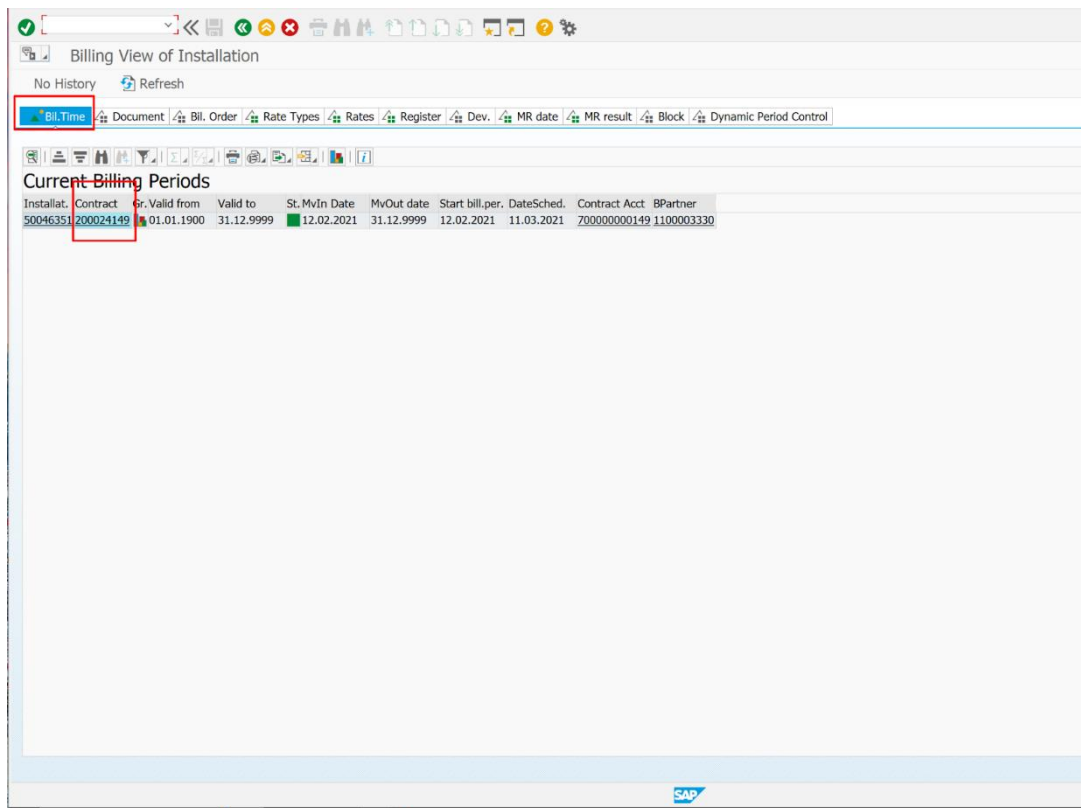 Billing View of Installation
No History Refresh
Bil.Time Document Bil. Order Rate Types Rates Register Dev. MR date MR result Block Dynamic Period Control
Current Billing Periods
Installat. Contract Gr. Valid from Valid to St. MvIn Date MvOut date Start bill.per. DateSched. Contract Acct BPartner
50046351 200024149 01.01.1900 31.12.9999 12.02.2021 31.12.9999 12.02.2021 11.03.2021 700000000149 1100003330
SAP